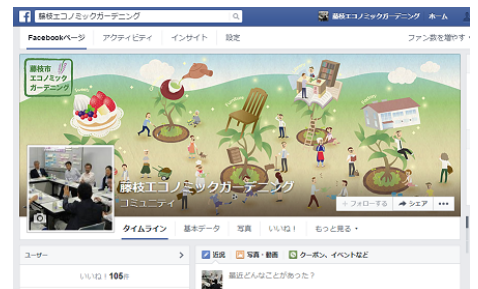 藤枝エコノミックガーデニング
藤枝エコノミックガーデニング ホーム
Facebookページ アクティビティ インサイト 設定 ファン数を増やす
藤枝市
エコノミック
ガーデニング
藤枝エコノミックガーデニング
コミュニティ
+ フォローする シェア •••
タイムライン 基本データ 写真 いいね！ もっと見る
ユーザー
いいね！106件
近況 写真・動画 クーポン、イベントなど
最近どんなことがあった？